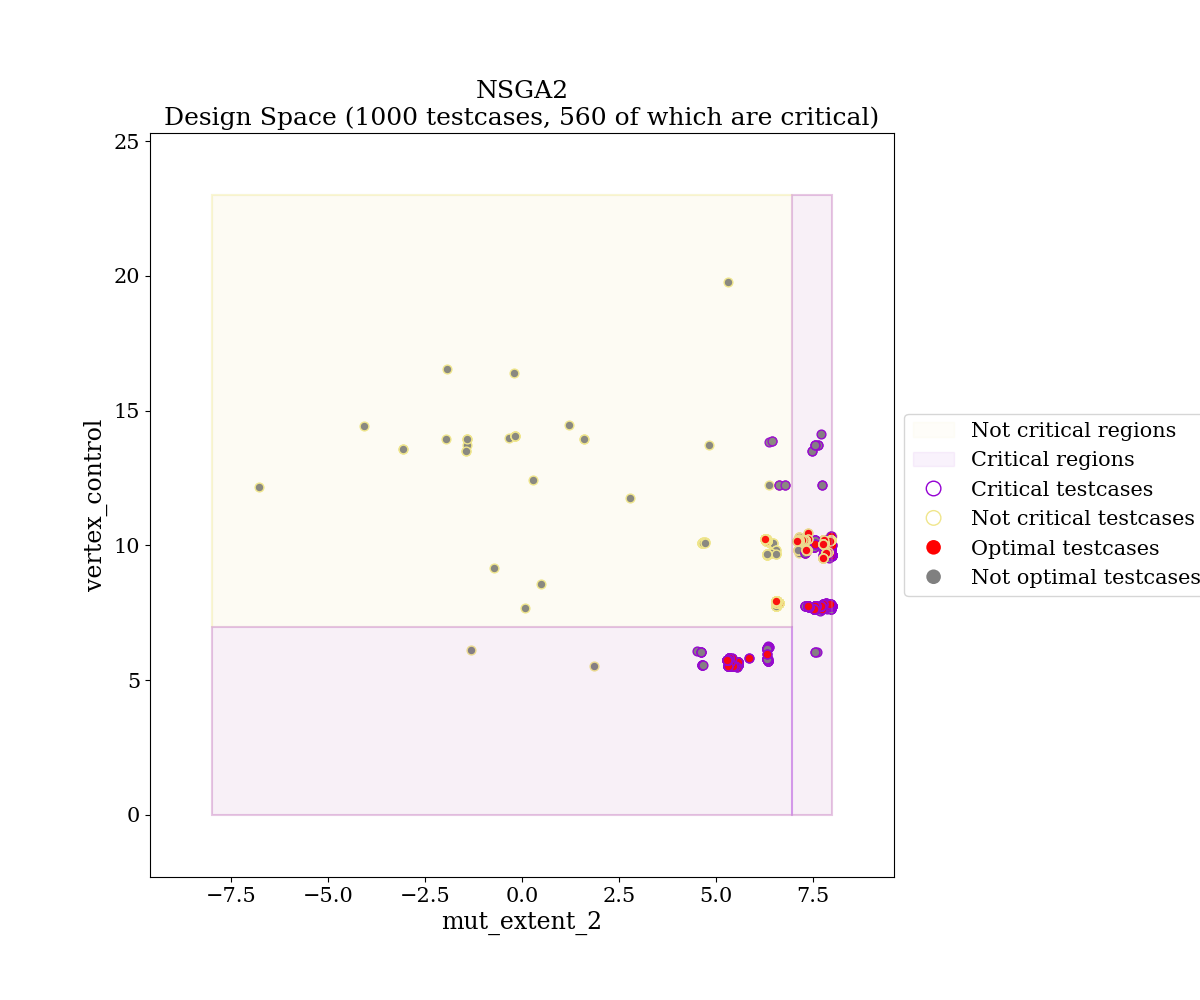 NSGA2
Design Space (1000 testcases, 560 of which are critical)
25
20
15
10
5
0
vertex_control
−7.5
−5.0
−2.5
0.0
2.5
5.0
7.5
mut_extent_2
Not critical regions
Critical regions
Critical testcases
Not critical testcases
Optimal testcases
Not optimal testcases